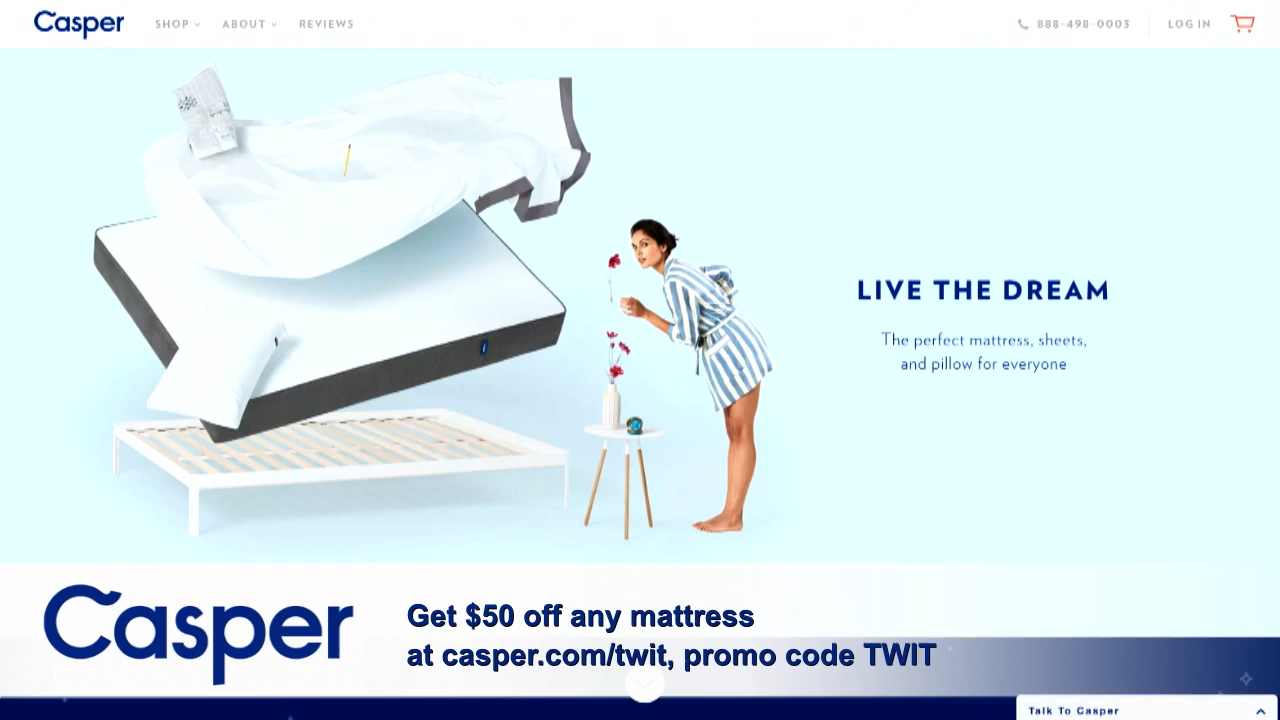 Casper SHOP ABOUT REVIEWS 888-498-0003 LOG IN
LIVE THE DREAM
The perfect mattress, sheets,
and pillow for everyone
Casper
Get $50 off any mattress
at casper.com/twit, promo code TWIT
Talk To Casper